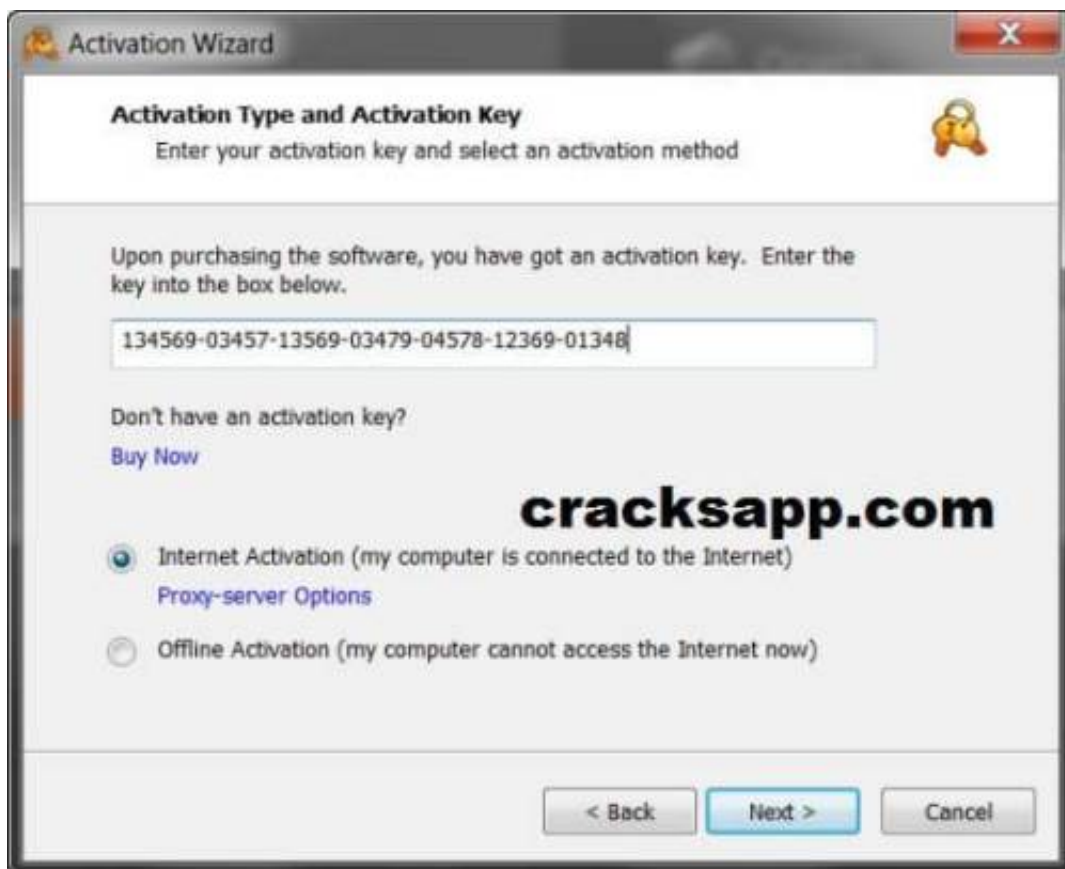 Activation Wizard
Activation Type and Activation Key
Enter your activation key and select an activation method
Upon purchasing the software, you have got an activation key. Enter the
key into the box below.
134569-03457-13569-03479-04578-12369-01348
Don't have an activation key?
Buy Now
cracksapp.com
Internet Activation (my computer is connected to the Internet)
Proxy-server Options
Offline Activation (my computer cannot access the Internet now)
< Back
Next >
Cancel